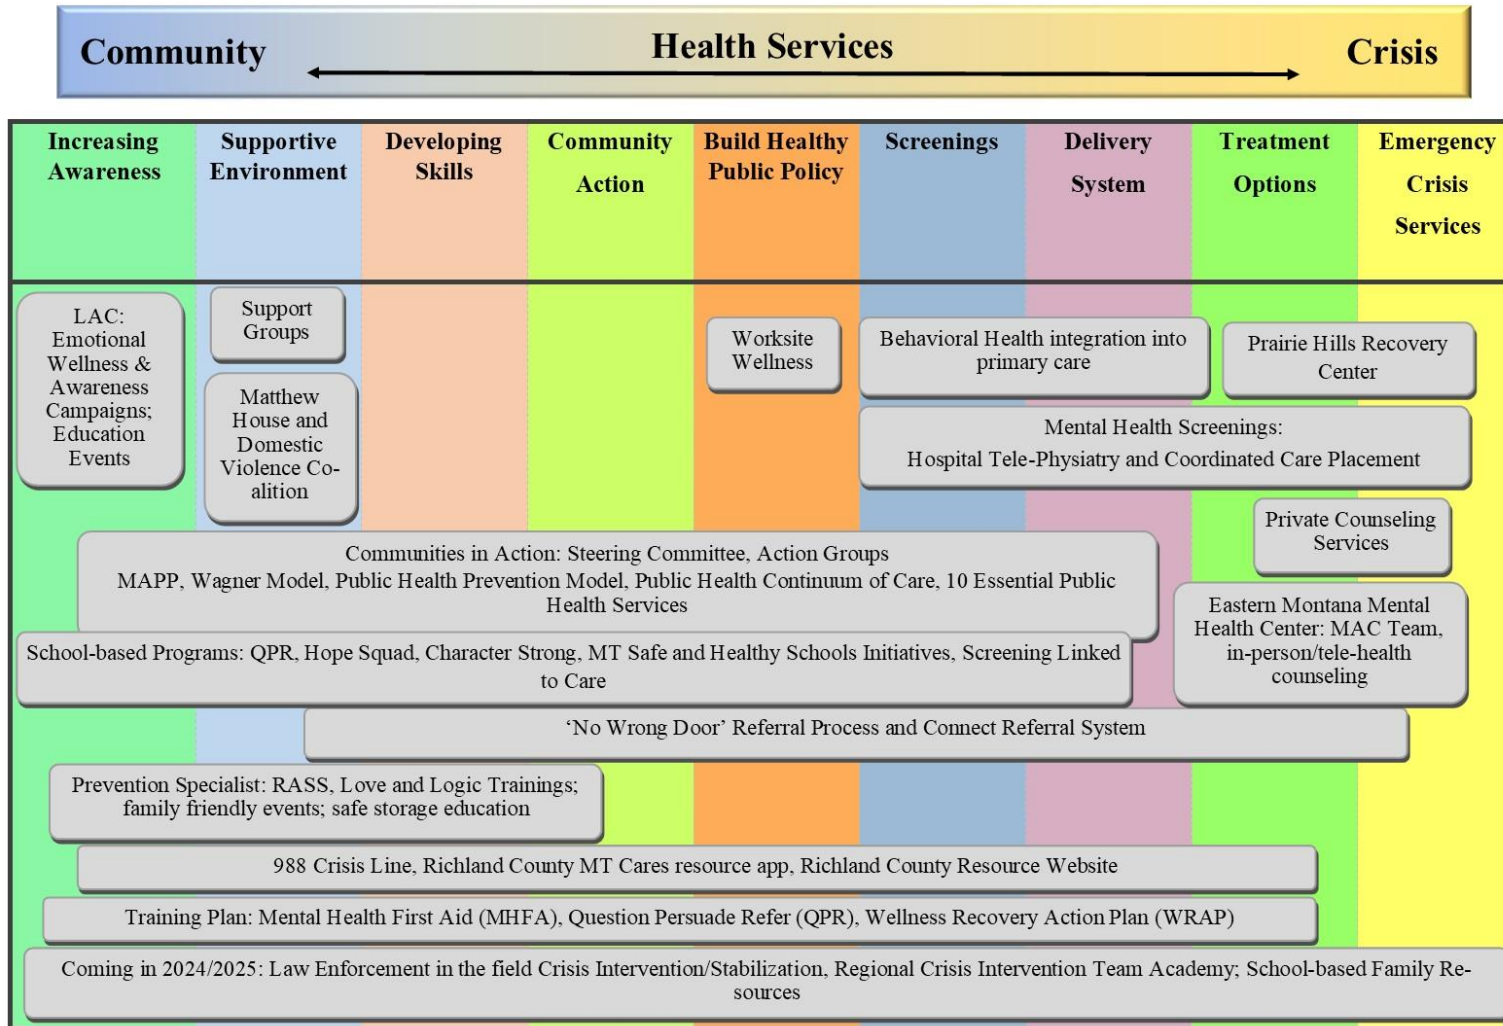 Community
Health Services
Crisis
Increasing
Awareness
Supportive
Environment
Developing
Skills
Community
Action
Build Healthy
Public Policy
Screenings
Delivery
System
Treatment
Options
Emergency
Crisis
Services
LAC:
Emotional
Wellness &
Awareness
Campaigns;
Education
Events
Support
Groups
Matthew
House and
Domestic
Violence Co-
alition
Worksite
Wellness
Behavioral Health integration into
primary care
Prairie Hills Recovery
Center
Mental Health Screenings:
Hospital Tele-Physiatry and Coordinated Care Placement
Private Counseling
Services
Communities in Action: Steering Committee, Action Groups
MAPP, Wagner Model, Public Health Prevention Model, Public Health Continuum of Care, 10 Essential Public
Health Services
Eastern Montana Mental
Health Center: MAC Team,
in-person/tele-health
counseling
School-based Programs: QPR, Hope Squad, Character Strong, MT Safe and Healthy Schools Initiatives, Screening Linked
to Care
‘No Wrong Door’ Referral Process and Connect Referral System
Prevention Specialist: RASS, Love and Logic Trainings;
family friendly events; safe storage education
988 Crisis Line, Richland County MT Cares resource app, Richland County Resource Website
Training Plan: Mental Health First Aid (MHFA), Question Persuade Refer (QPR), Wellness Recovery Action Plan (WRAP)
Coming in 2024/2025: Law Enforcement in the field Crisis Intervention/Stabilization, Regional Crisis Intervention Team Academy; School-based Family Re-
sources